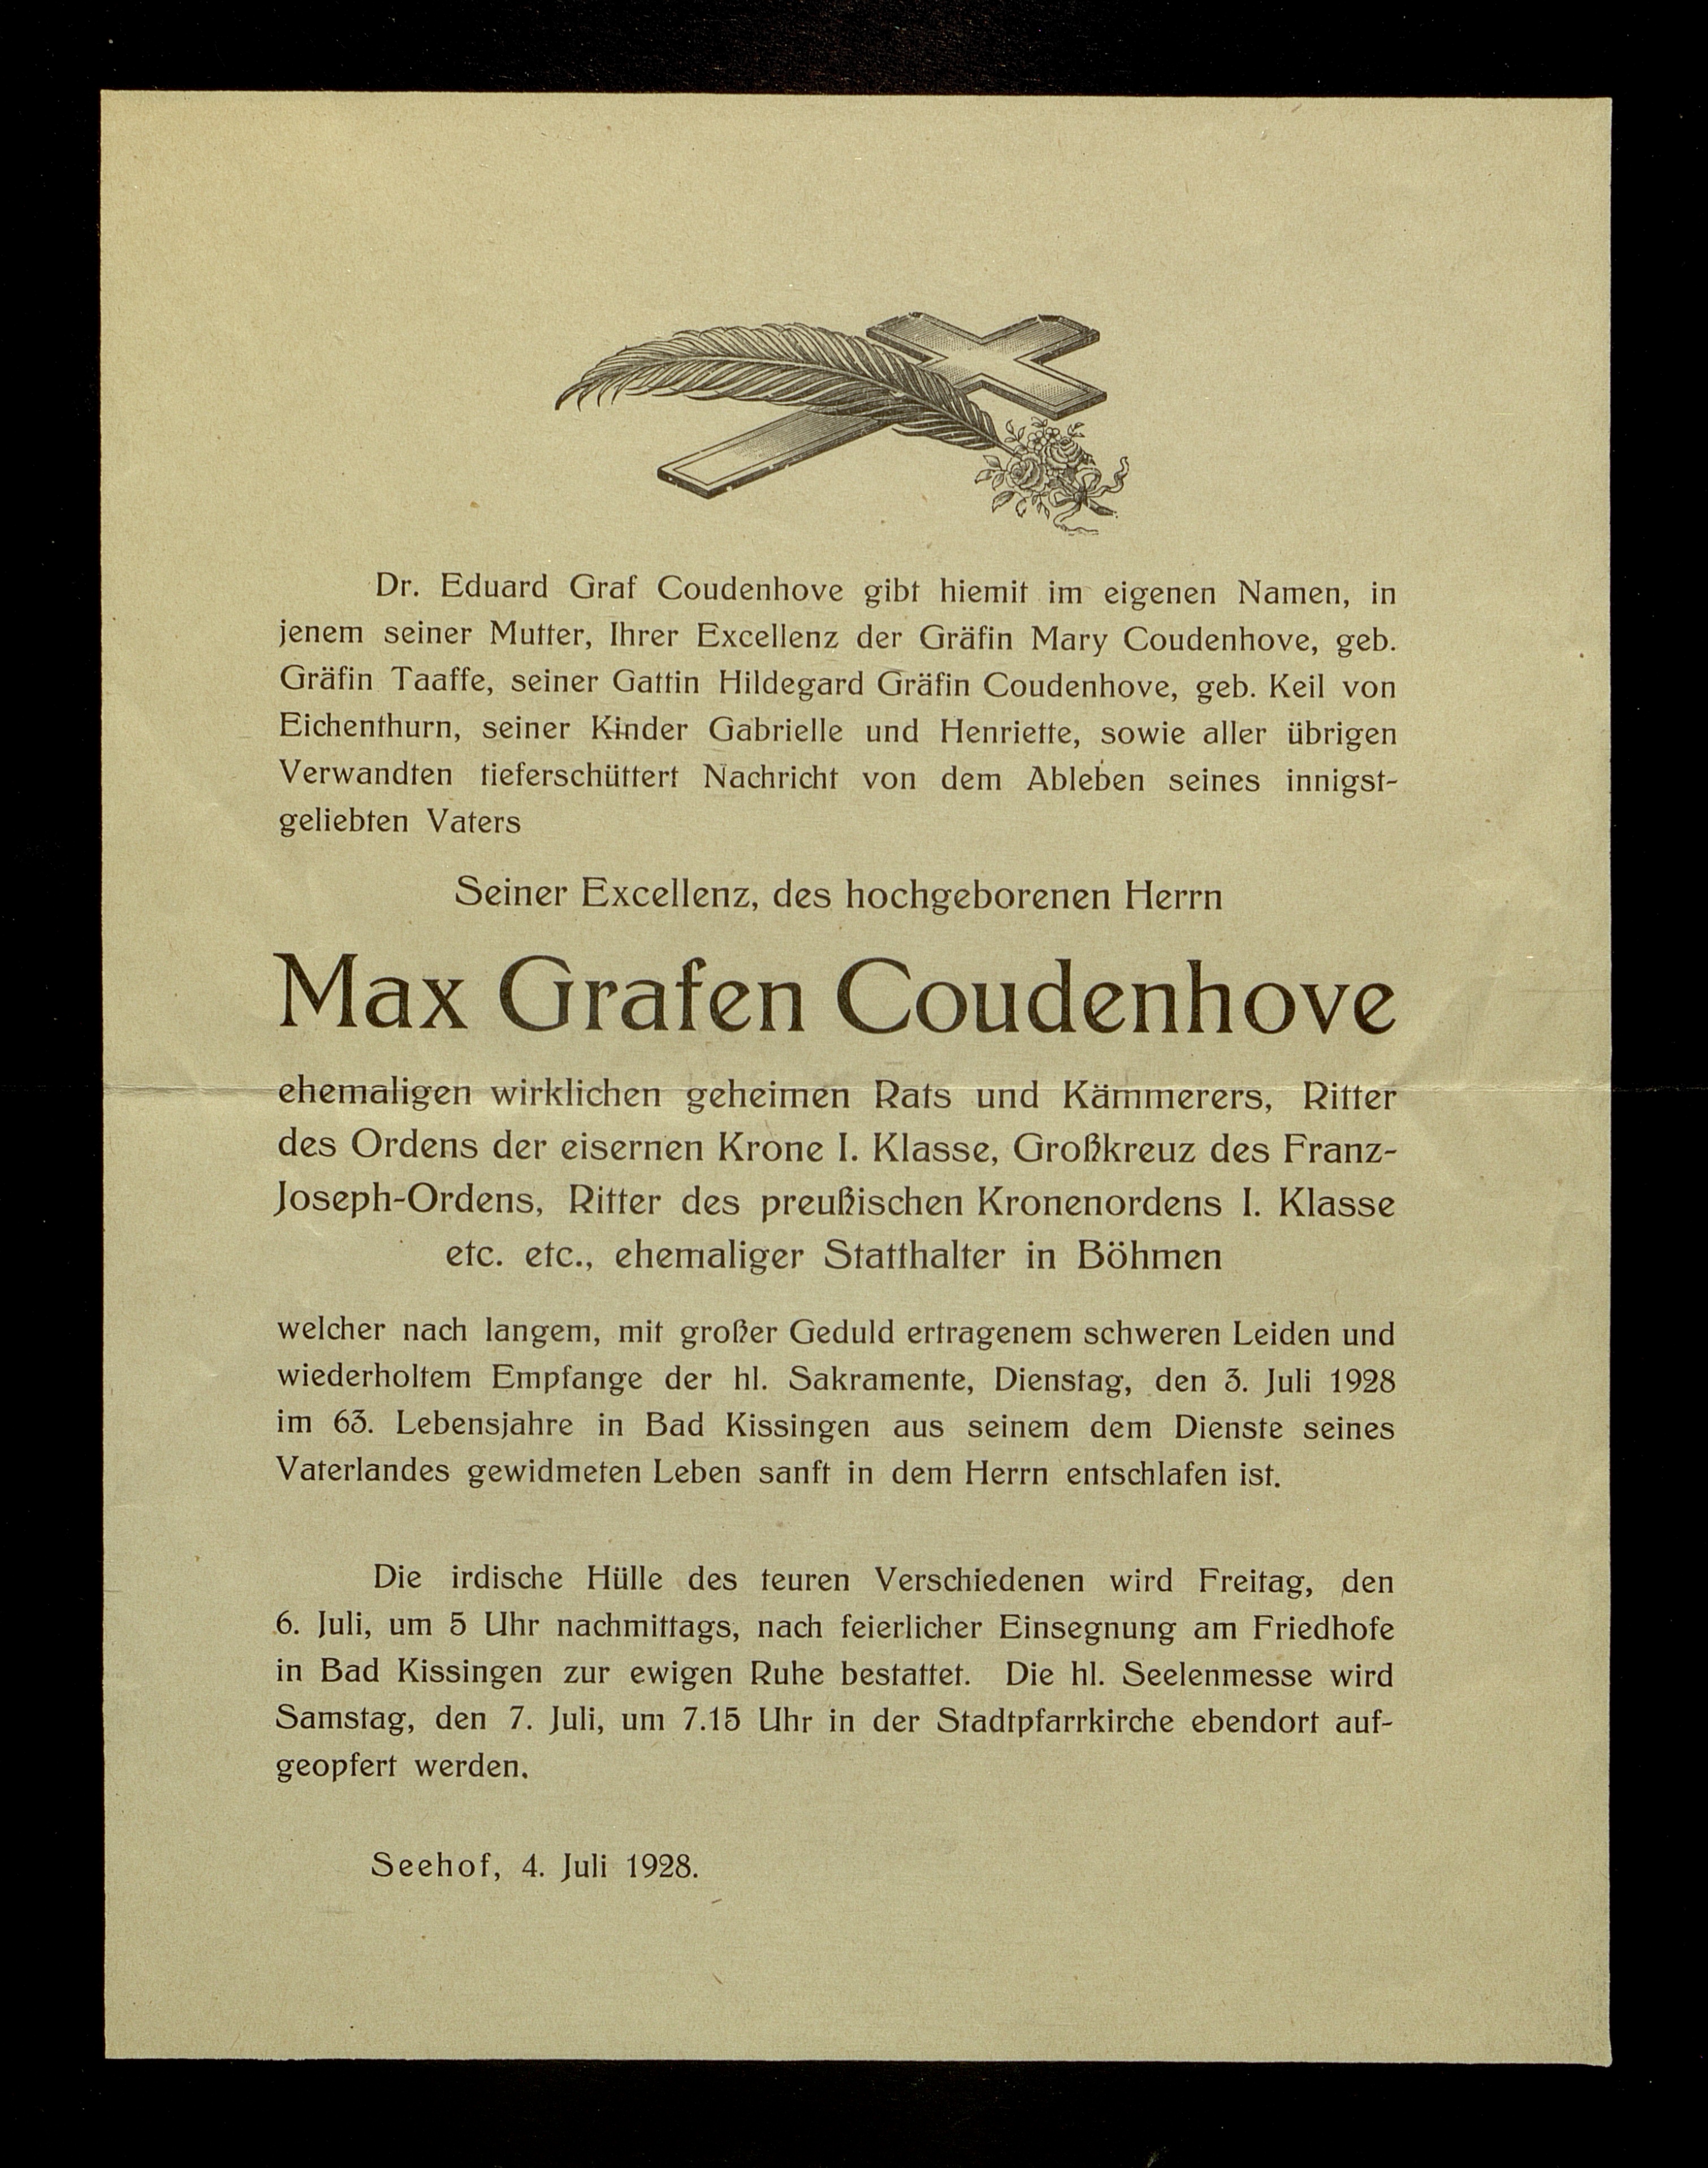 Dr. Eduard Graf Coudenhove gibt hiemit im eigenen Namen, in
jenem seiner Mutter, Ihrer Excellenz der Gräfin Mary Coudenhove, geb.
Gräfin Taaffe, seiner Gattin Hildegard Gräfin Coudenhove, geb. Keil von
Eichenthurn, seiner Kinder Gabrielle und Henriette, sowie aller übrigen
Verwandten tieferschüttert Nachricht von dem Ableben seines innigst-
geliebten Vaters
Seiner Excellenz, des hochgeborenen Herrn
Max Grafen Coudenhove
ehemaligen wirklichen geheimen Rats und Kämmerers, Ritter
des Ordens der eisernen Krone I. Klasse, Großkreuz des Franz-
Joseph-Ordens, Ritter des preußischen Kronenordens I. Klasse
etc. etc., ehemaliger Statthalter in Böhmen
welcher nach langem, mit großer Geduld ertragenem schweren Leiden und
wiederholtem Empfange der hl. Sakramente, Dienstag, den 3. Juli 1928
im 63. Lebensjahre in Bad Kissingen aus seinem dem Dienste seines
Vaterlandes gewidmeten Leben sanft in dem Herrn entschlafen ist.
Die irdische Hülle des teuren Verschiedenen wird Freitag, den
6. Juli, um 5 Uhr nachmittags, nach feierlicher Einsegnung am Friedhofe
in Bad Kissingen zur ewigen Ruhe bestattet. Die hl. Seelenmesse wird
Samstag, den 7. Juli, um 7.15 Uhr in der Stadtpfarrkirche ebendort auf-
geopfert werden.
Seehof, 4. Juli 1928.